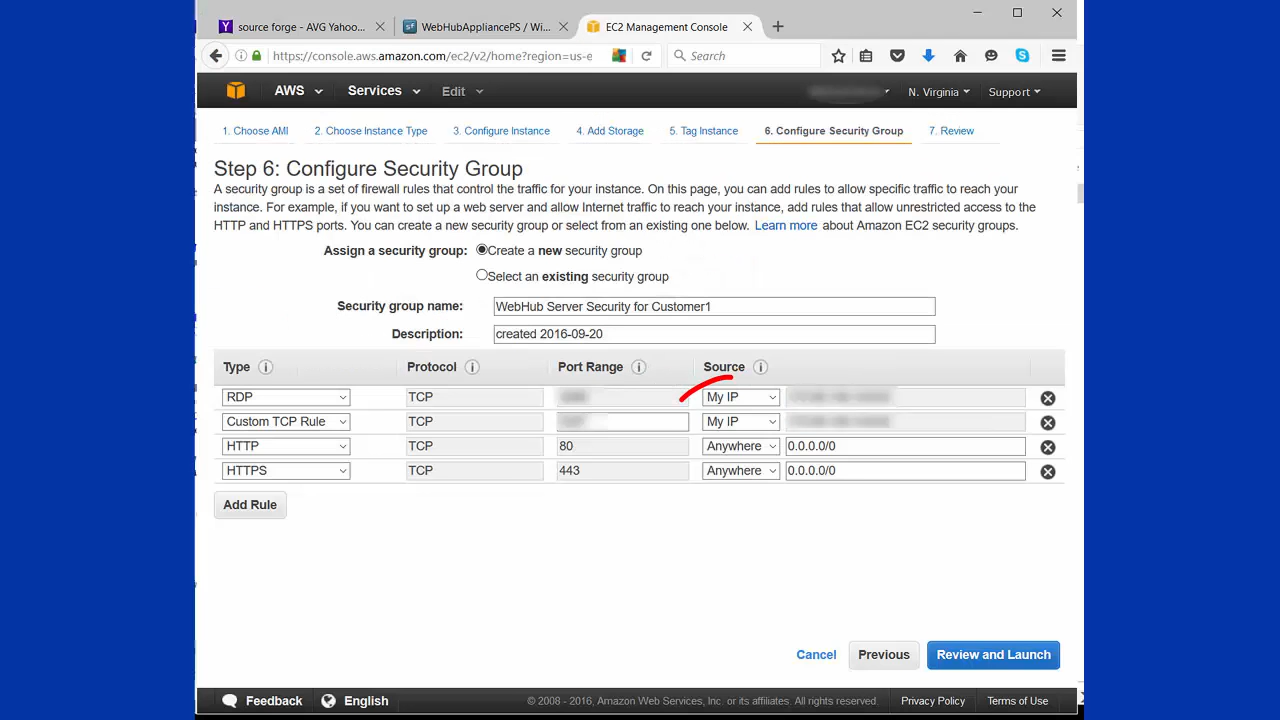 source forge - AVG Yahoo...
WebHubAppliancePS / Wi...
EC2 Management Console
https://console.aws.amazon.com/ec2/v2/home?region=us-e
Search
AWS
Services
Edit
N. Virginia
Support
1. Choose AMI
2. Choose Instance Type
3. Configure Instance
4. Add Storage
5. Tag Instance
6. Configure Security Group
7. Review
Step 6: Configure Security Group
A security group is a set of firewall rules that control the traffic for your instance. On this page, you can add rules to allow specific traffic to reach your
instance. For example, if you want to set up a web server and allow Internet traffic to reach your instance, add rules that allow unrestricted access to the
HTTP and HTTPS ports. You can create a new security group or select from an existing one below. Learn more about Amazon EC2 security groups.
Assign a security group: Create a new security group
Select an existing security group
Security group name: WebHub Server Security for Customer1
Description: created 2016-09-20
Type Protocol Port Range Source
RDP TCP My IP
Custom TCP Rule TCP My IP
HTTP TCP 80 Anywhere 0.0.0.0/0
HTTPS TCP 443 Anywhere 0.0.0.0/0
Add Rule
Cancel Previous Review and Launch
Feedback English © 2008 - 2016, Amazon Web Services, Inc. or its affiliates. All rights reserved. Privacy Policy Terms of Use